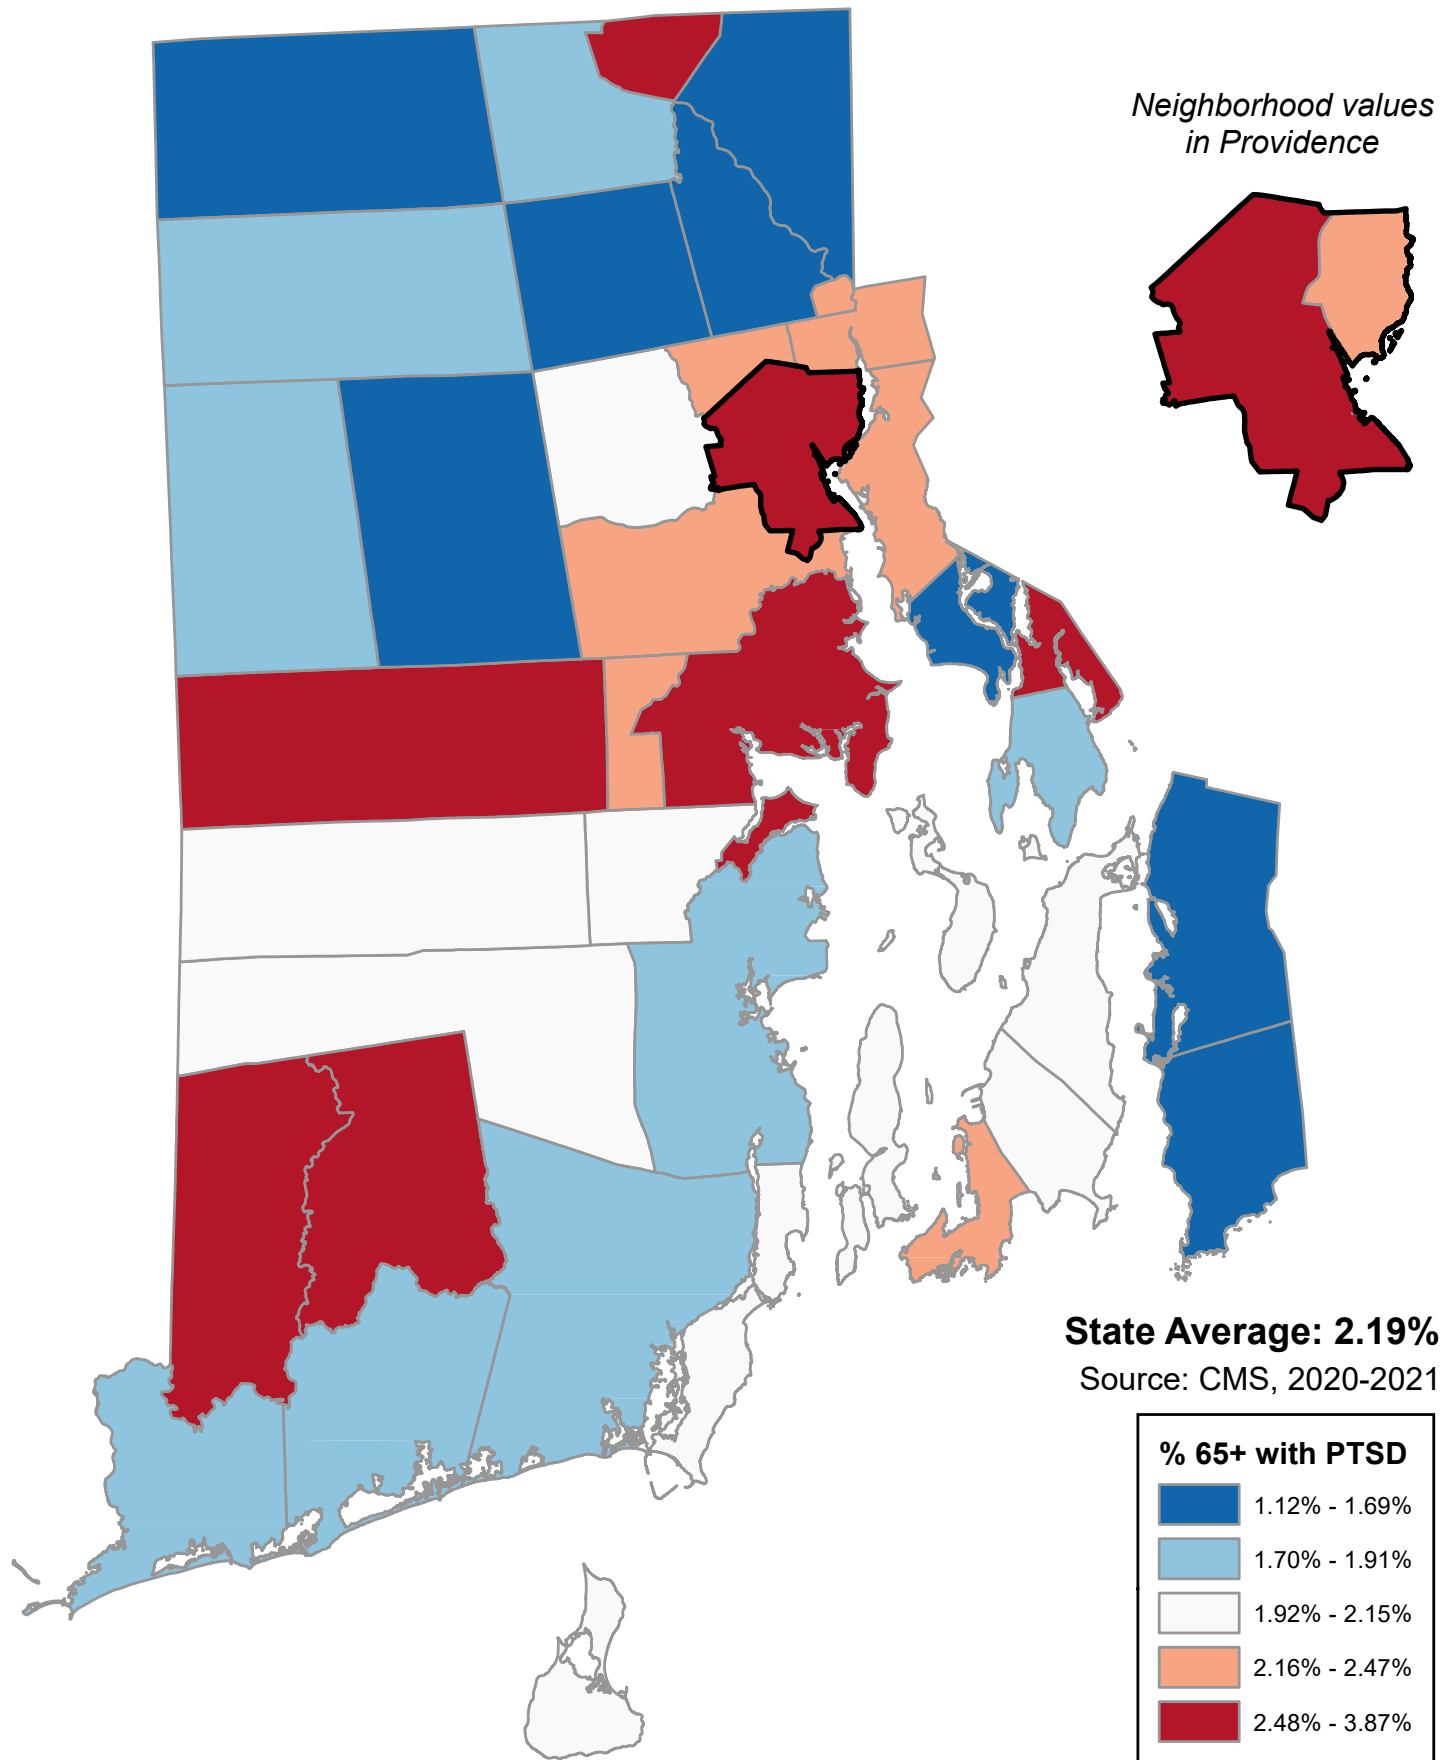 Neighborhood values
in Providence
State Average: 2.19%
Source: CMS, 2020-2021
% 65+ with PTSD
1.12% - 1.69%
1.70% - 1.91%
1.92% - 2.15%
2.16% - 2.47%
2.48% - 3.87%